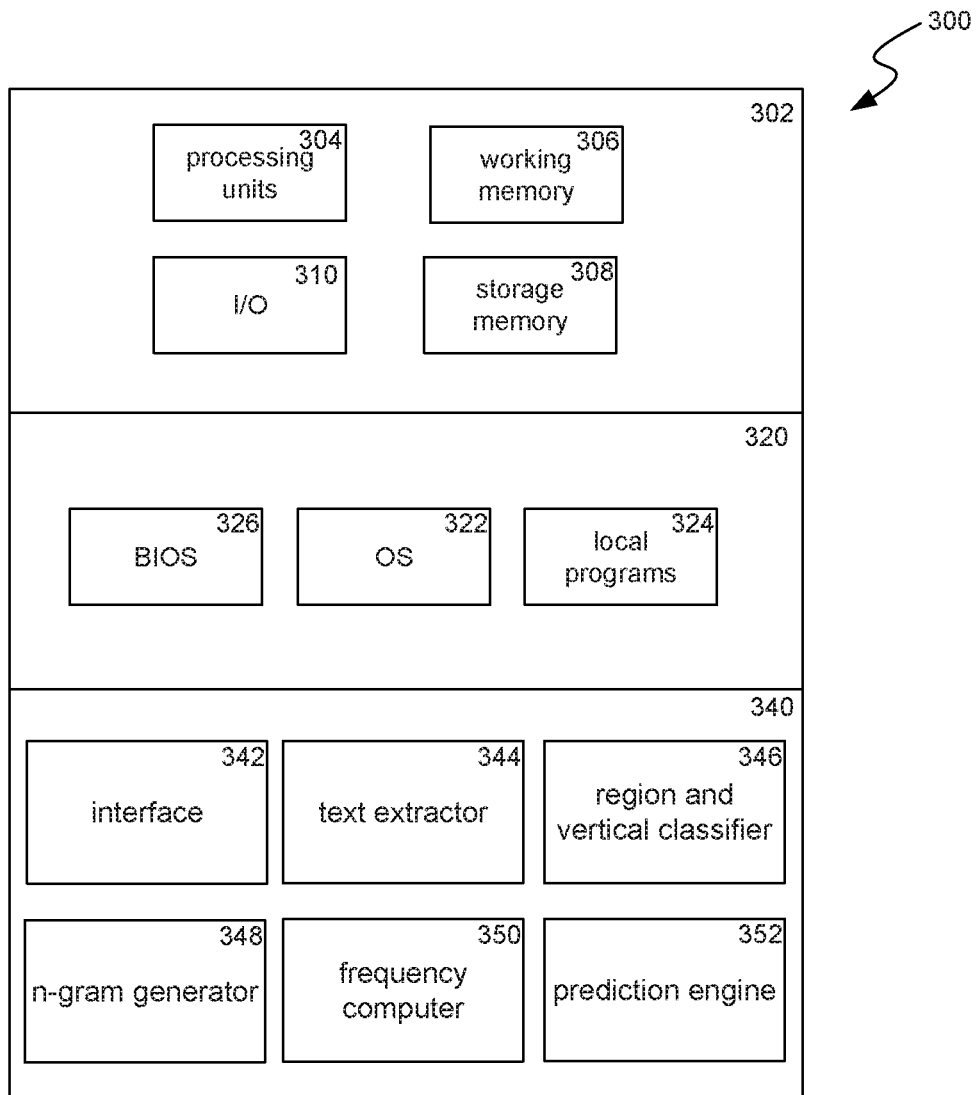 300
302
304
processing
units
306
working
memory
310
I/O
308
storage
memory
320
326
BIOS
322
OS
324
local
programs
340
342
interface
344
text extractor
346
region and
vertical classifier
348
n-gram generator
350
frequency
computer
352
prediction engine